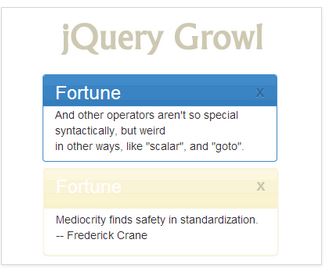 jQuery Growl
Fortune x
And other operators aren't so special
syntactically, but weird
in other ways, like "scalar", and "goto".
Fortune x
Mediocrity finds safety in standardization.
-- Frederick Crane